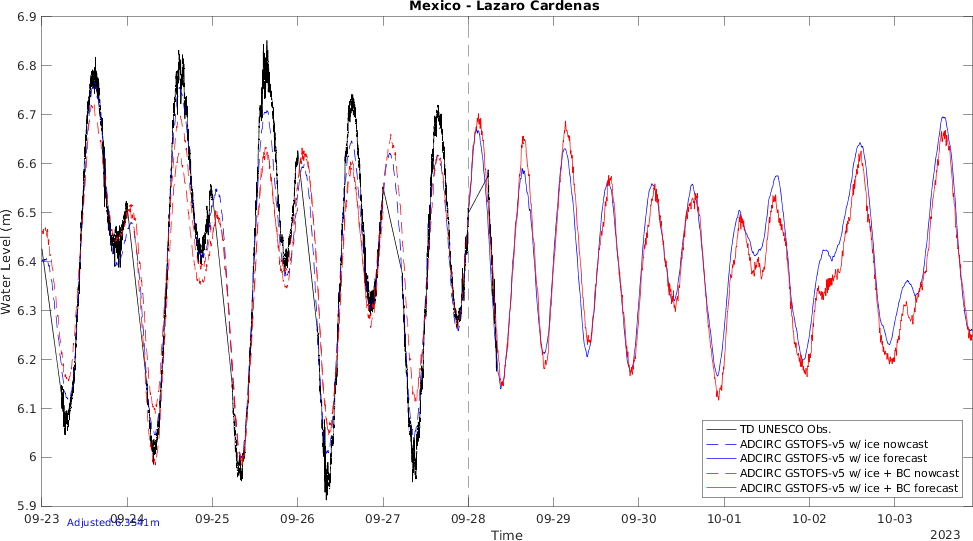 Mexico - Lazaro Cardenas
6.9
6.8
6.7
6.6
6.5
6.4
6.3
6.2
6.1
6
5.9
Water Level (m)
TD UNESCO Obs.
ADCIRC GSTOFS-v5 w/ ice nowcast
ADCIRC GSTOFS-v5 w/ ice forecast
ADCIRC GSTOFS-v5 w/ ice + BC nowcast
ADCIRC GSTOFS-v5 w/ ice + BC forecast
09-23 09-24 09-25 09-26 09-27 09-28 09-29 09-30 10-01 10-02 10-03
Adjusted:6.3541m
Time
2023